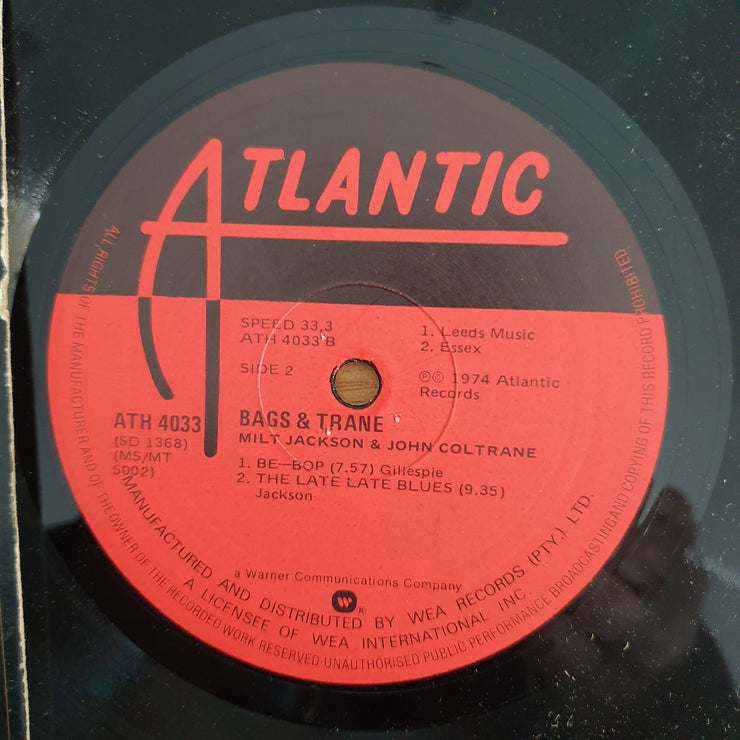 ATLANTIC
SPEED 33,3
ATH 4033 B
SIDE 2
1. Leeds Music
2. Essex
℗© 1974 Atlantic
Records
ATH 4033
(SD 1368)
(MS/MT
5002)
BAGS & TRANE
MILT JACKSON & JOHN COLTRANE
1. BE—BOP (7.57) Gillespie
2. THE LATE LATE BLUES (9.35)
Jackson
a Warner Communications Company
W ®
MANUFACTURED AND DISTRIBUTED BY WEA RECORDS (PTY.) LTD.
A LICENSEE OF WEA INTERNATIONAL INC.
ALL RIGHTS OF THE MANUFACTURER AND OF THE OWNER OF THE RECORDED WORK RESERVED UNAUTHORISED PUBLIC PERFORMANCE BROADCASTING AND COPYING OF THIS RECORD PROHIBITED.